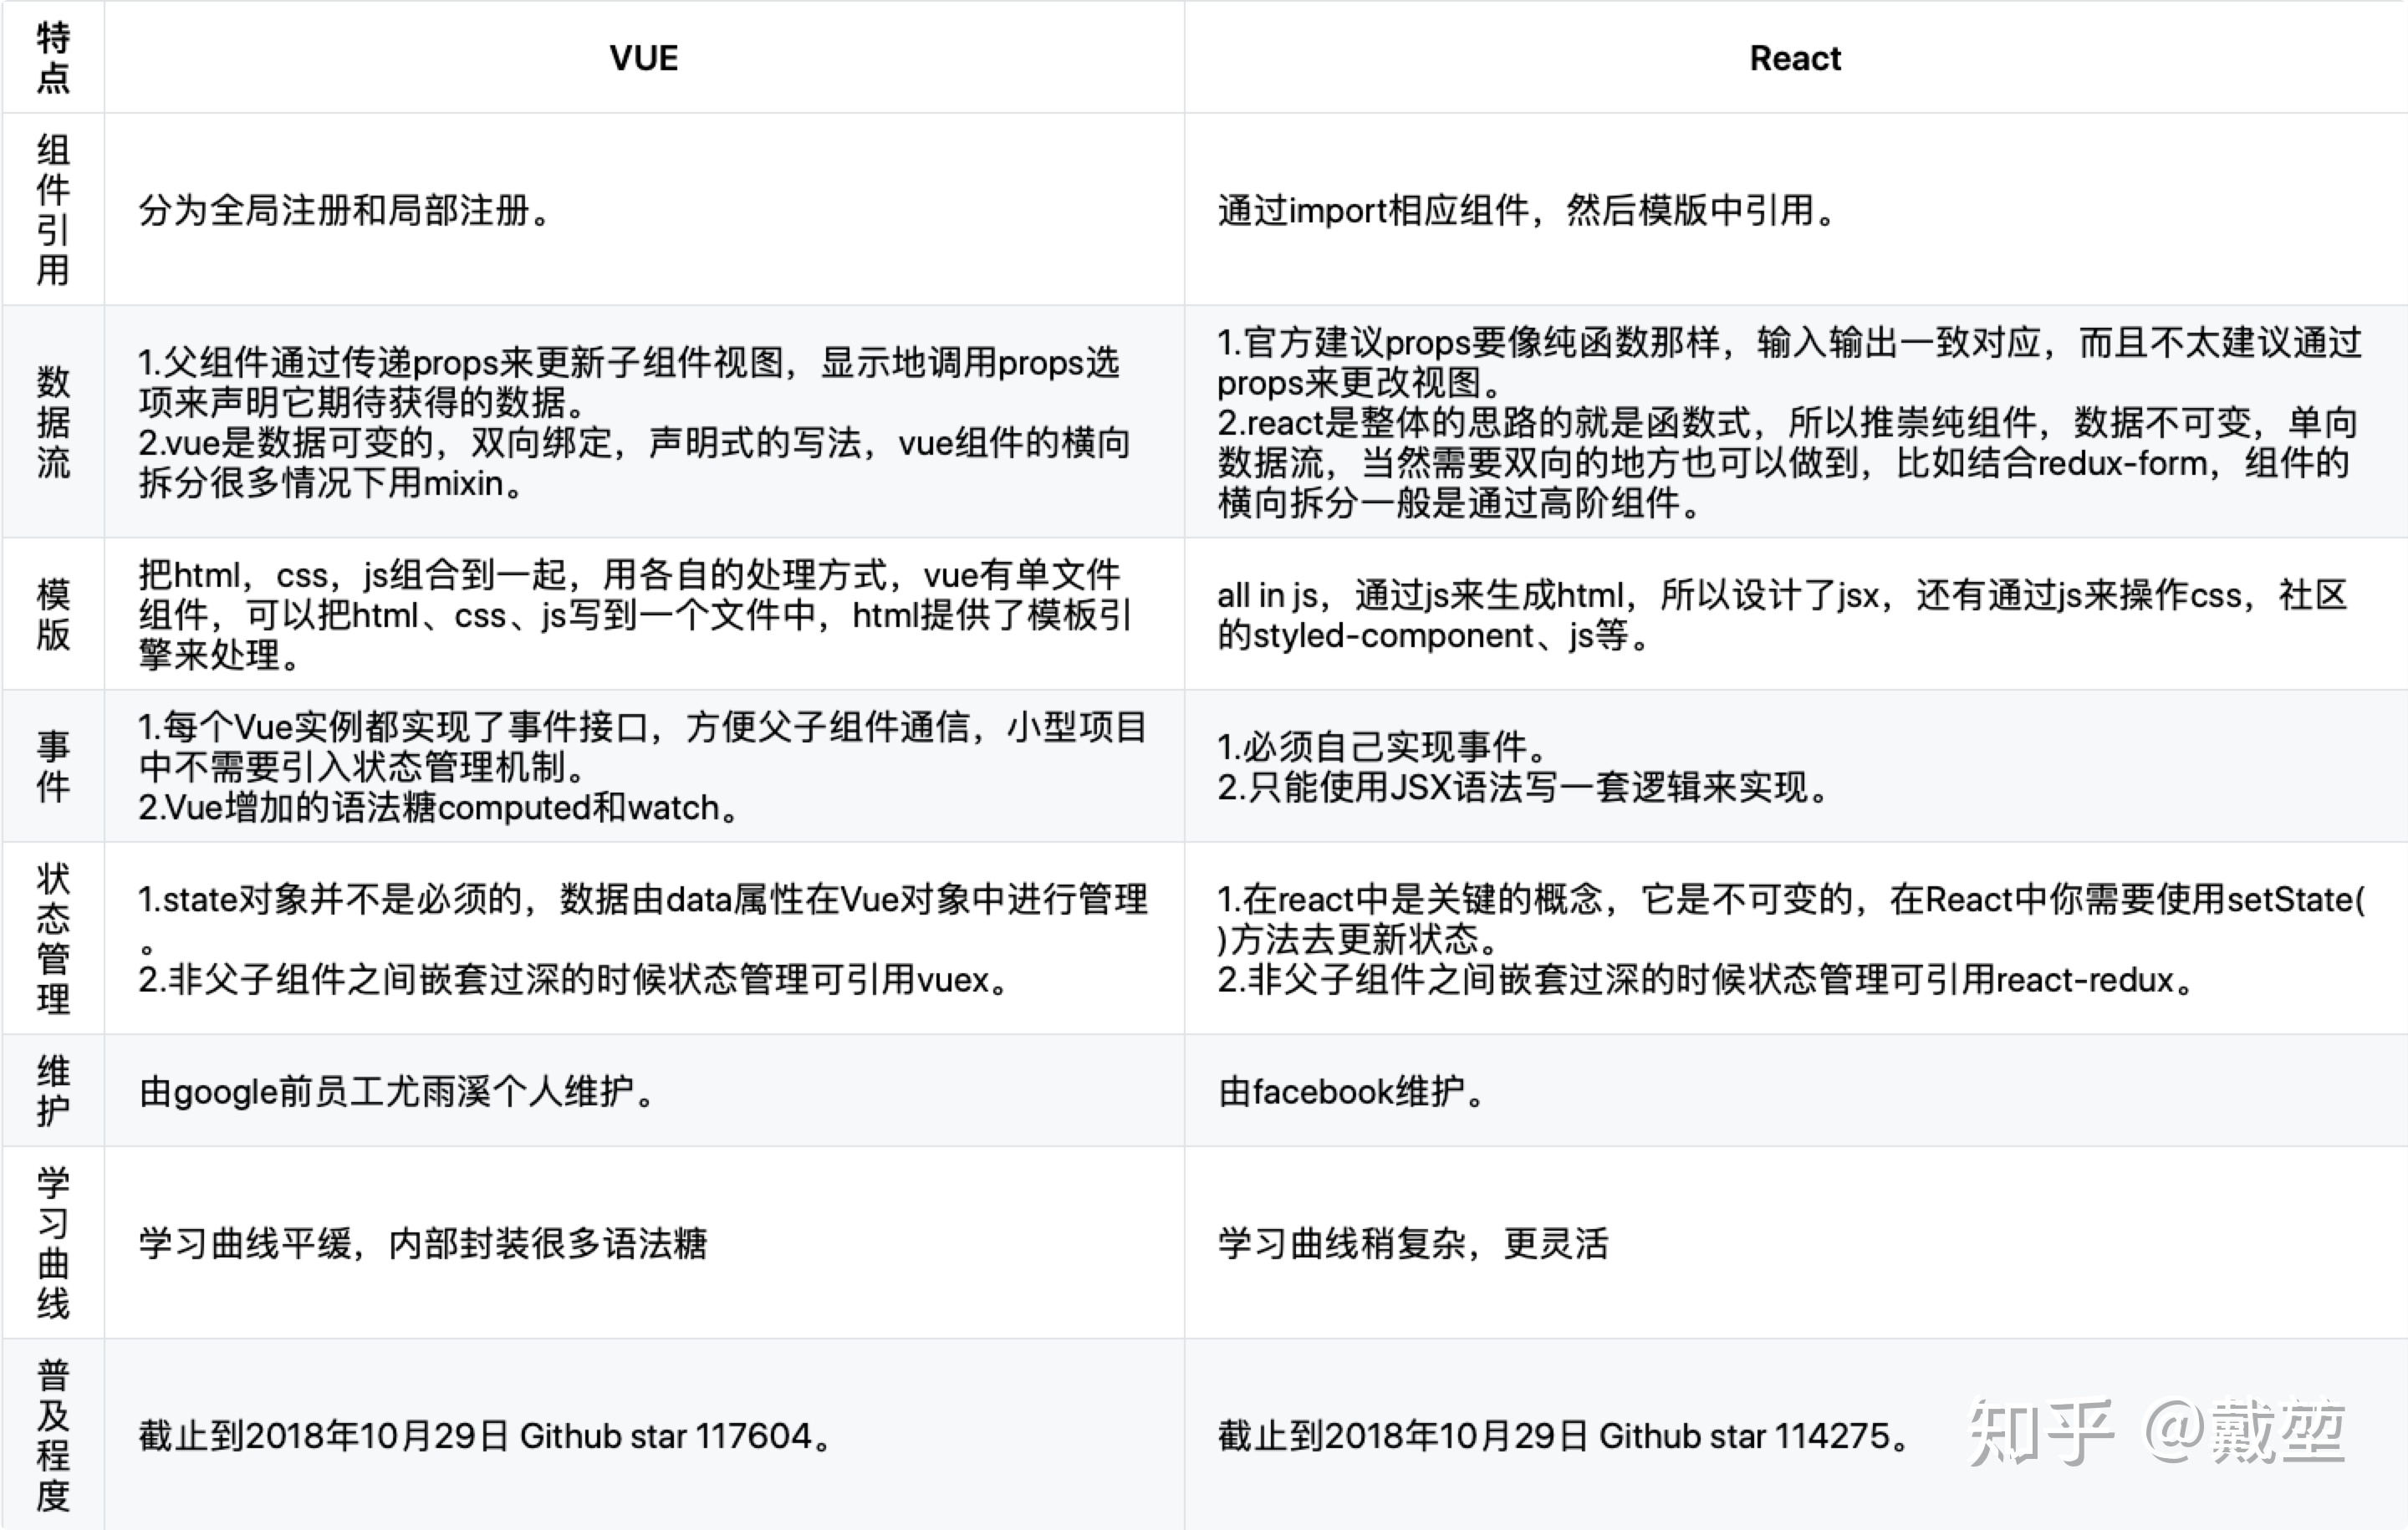 特点
VUE
React
组件引用
分为全局注册和局部注册。
通过import相应组件，然后模版中引用。
数据流
1.父组件通过传递props来更新子组件视图，显示地调用props选
项来声明它期待获得的数据。
2.vue是数据可变的，双向绑定，声明式的写法，vue组件的横向
拆分很多情况下用mixin。
1.官方建议props要像纯函数那样，输入输出一致对应，而且不太建议通过
props来更改视图。
2.react是整体的思路的就是函数式，所以推崇纯组件，数据不可变，单向
数据流，当然需要双向的地方也可以做到，比如结合redux-form，组件的
横向拆分一般是通过高阶组件。
模版
把html，css，js组合到一起，用各自的处理方式，vue有单文件
组件，可以把html、css、js写到一个文件中，html提供了模板引
擎来处理。
all in js，通过js来生成html，所以设计了jsx，还有通过js来操作css，社区
的styled-component、js等。
事件
1.每个Vue实例都实现了事件接口，方便父子组件通信，小型项目
中不需要引入状态管理机制。
2.Vue增加的语法糖computed和watch。
1.必须自己实现事件。
2.只能使用JSX语法写一套逻辑来实现。
状态管理
1.state对象并不是必须的，数据由data属性在Vue对象中进行管理
。
2.非父子组件之间嵌套过深的时候状态管理可引用vuex。
1.在react中是关键的概念，它是不可变的，在React中你需要使用setState(
)方法去更新状态。
2.非父子组件之间嵌套过深的时候状态管理可引用react-redux。
维护
由google前员工尤雨溪个人维护。
由facebook维护。
学习曲线
学习曲线平缓，内部封装很多语法糖
学习曲线稍复杂，更灵活
普及程度
截止到2018年10月29日 Github star 117604。
截止到2018年10月29日 Github star 114275。
知乎 @戴堃